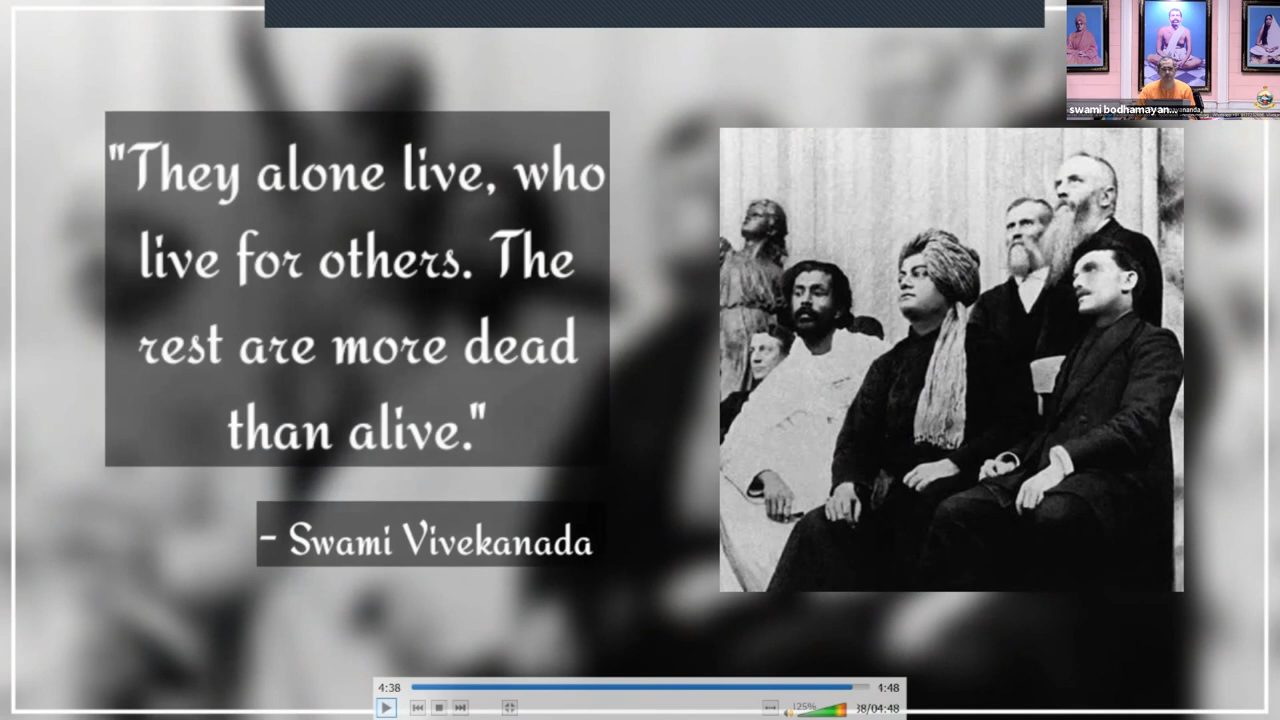 "They alone live, who
live for others. The
rest are more dead
than alive."
- Swami Vivekanada
swami bodhamayan...
4:38
4:48
125%
38/04:48